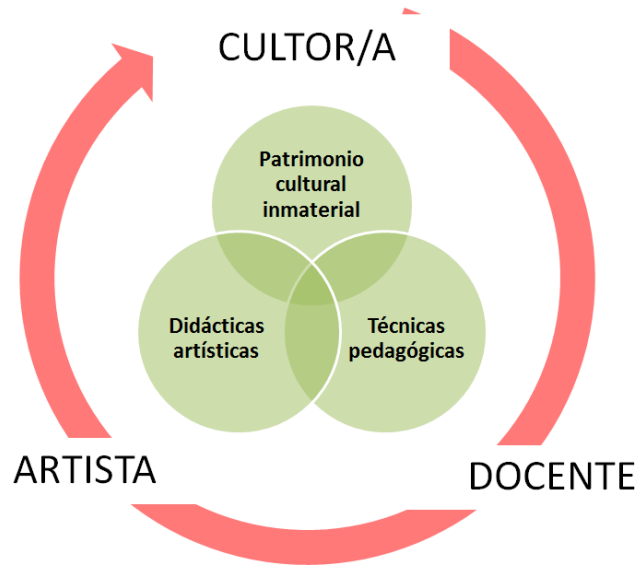 CULTOR/A
Patrimonio
cultural
inmaterial
Didácticas
artísticas
Técnicas
pedagógicas
ARTISTA
DOCENTE